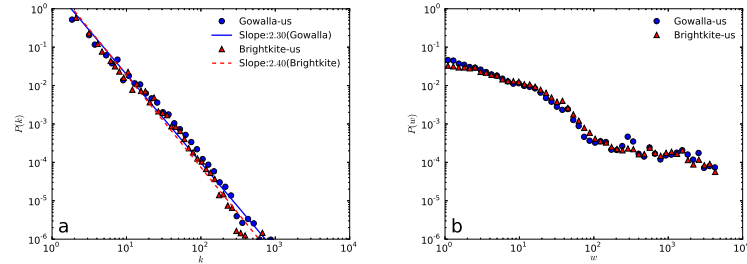 10^0
10^-1
10^-2
10^-3
10^-4
10^-5
10^-6
P(k)
Gowalla-us
Slope:2.30(Gowalla)
Brightkite-us
Slope:2.40(Brightkite)
a
10^0 10^1 10^2 10^3 10^4
k
10^0
10^-1
10^-2
10^-3
10^-4
10^-5
10^-6
P(w)
Gowalla-us
Brightkite-us
b
10^0 10^1 10^2 10^3 10^4
w